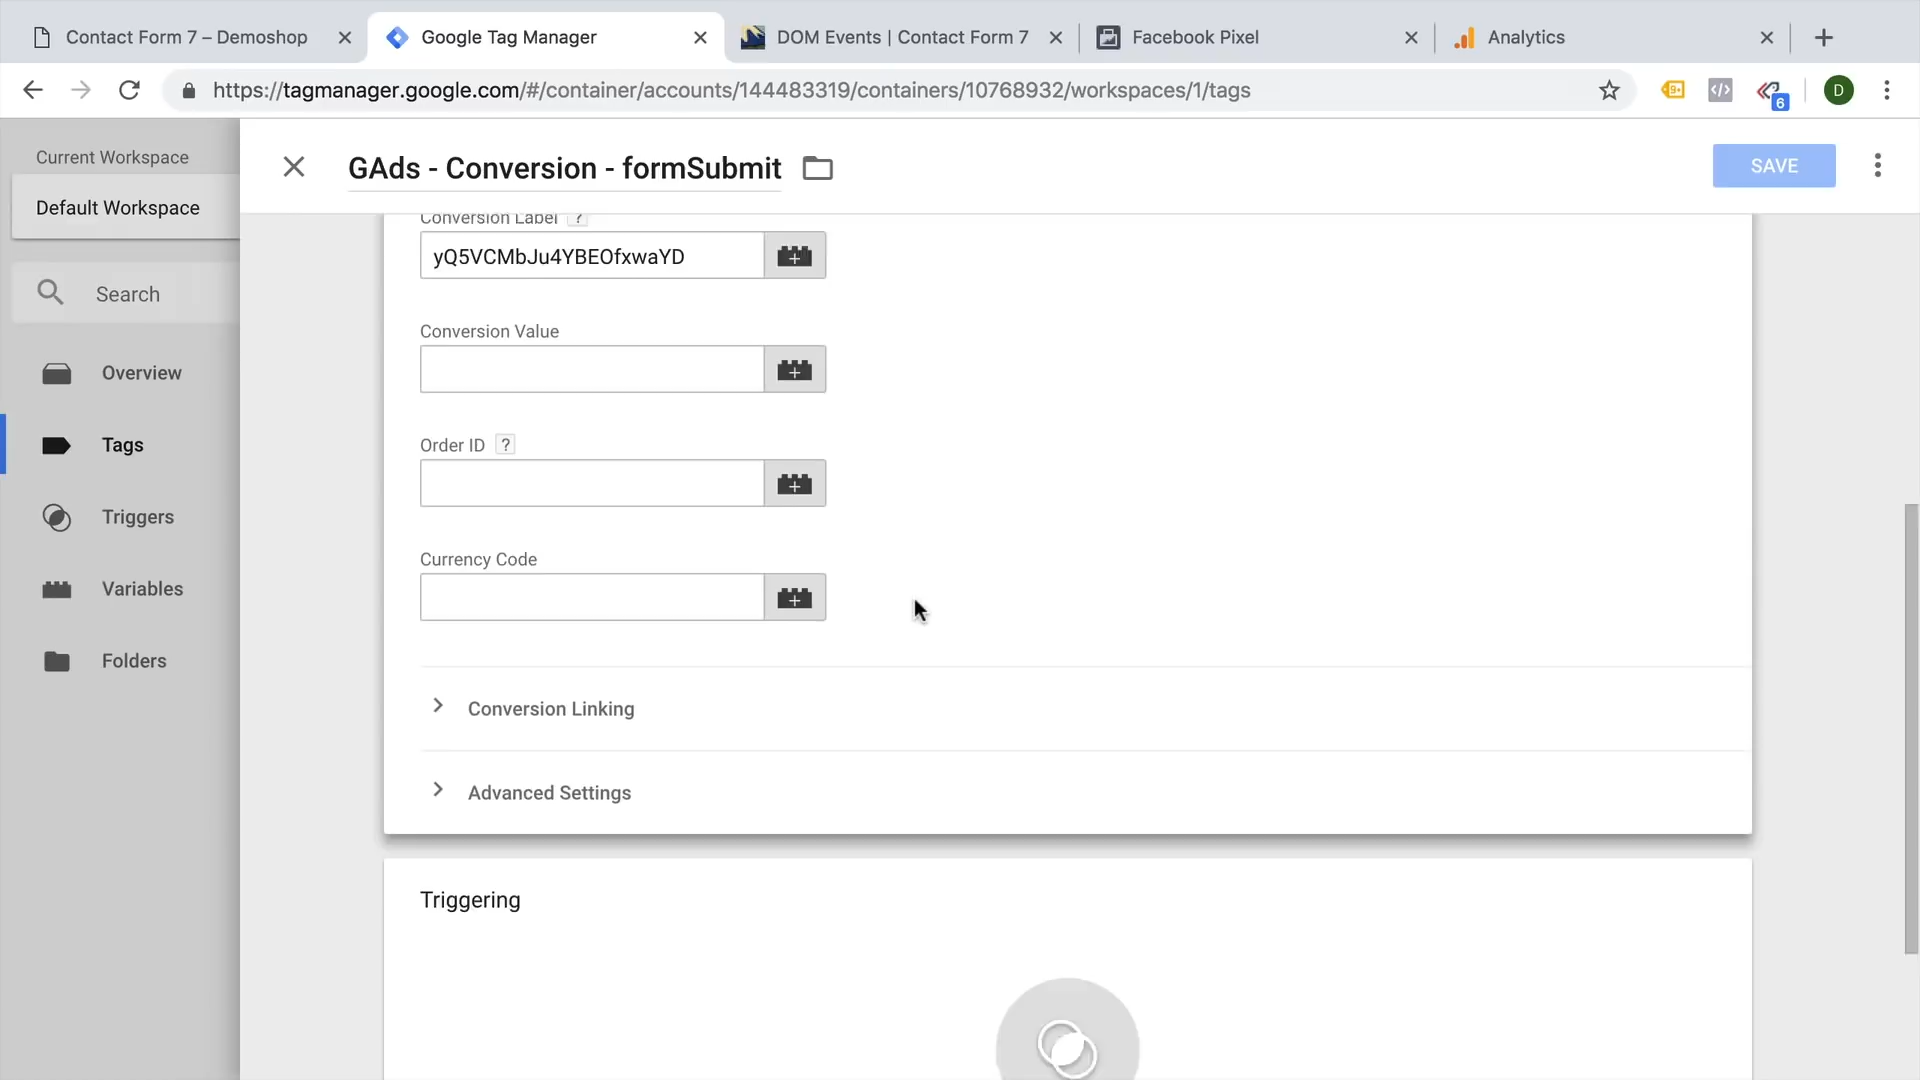 Contact Form 7 – Demoshop
Google Tag Manager
DOM Events | Contact Form 7
Facebook Pixel
Analytics
https://tagmanager.google.com/#/container/accounts/144483319/containers/10768932/workspaces/1/tags
9+
6
D
Current Workspace
Default Workspace
Search
Overview
Tags
Triggers
Variables
Folders
GAds - Conversion - formSubmit
SAVE
Conversion Label ?
yQ5VCMbJu4YBEOfxwaYD
Conversion Value
Order ID ?
Currency Code
Conversion Linking
Advanced Settings
Triggering